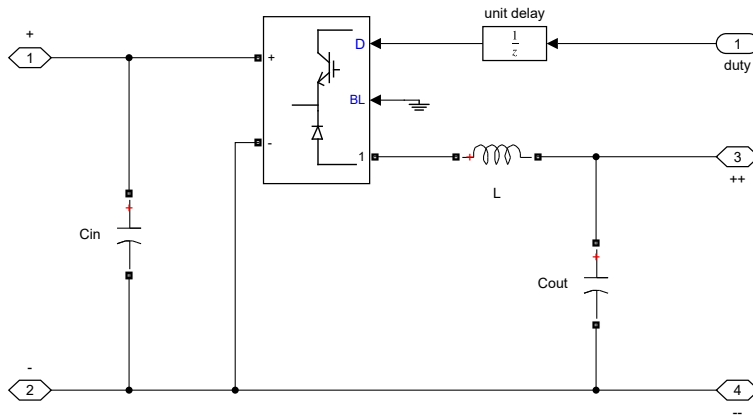 unit delay
+
1
+
D
1
z
1
duty
BL
-
1
+
L
3
++
+
Cin
+
Cout
-
2
4
--